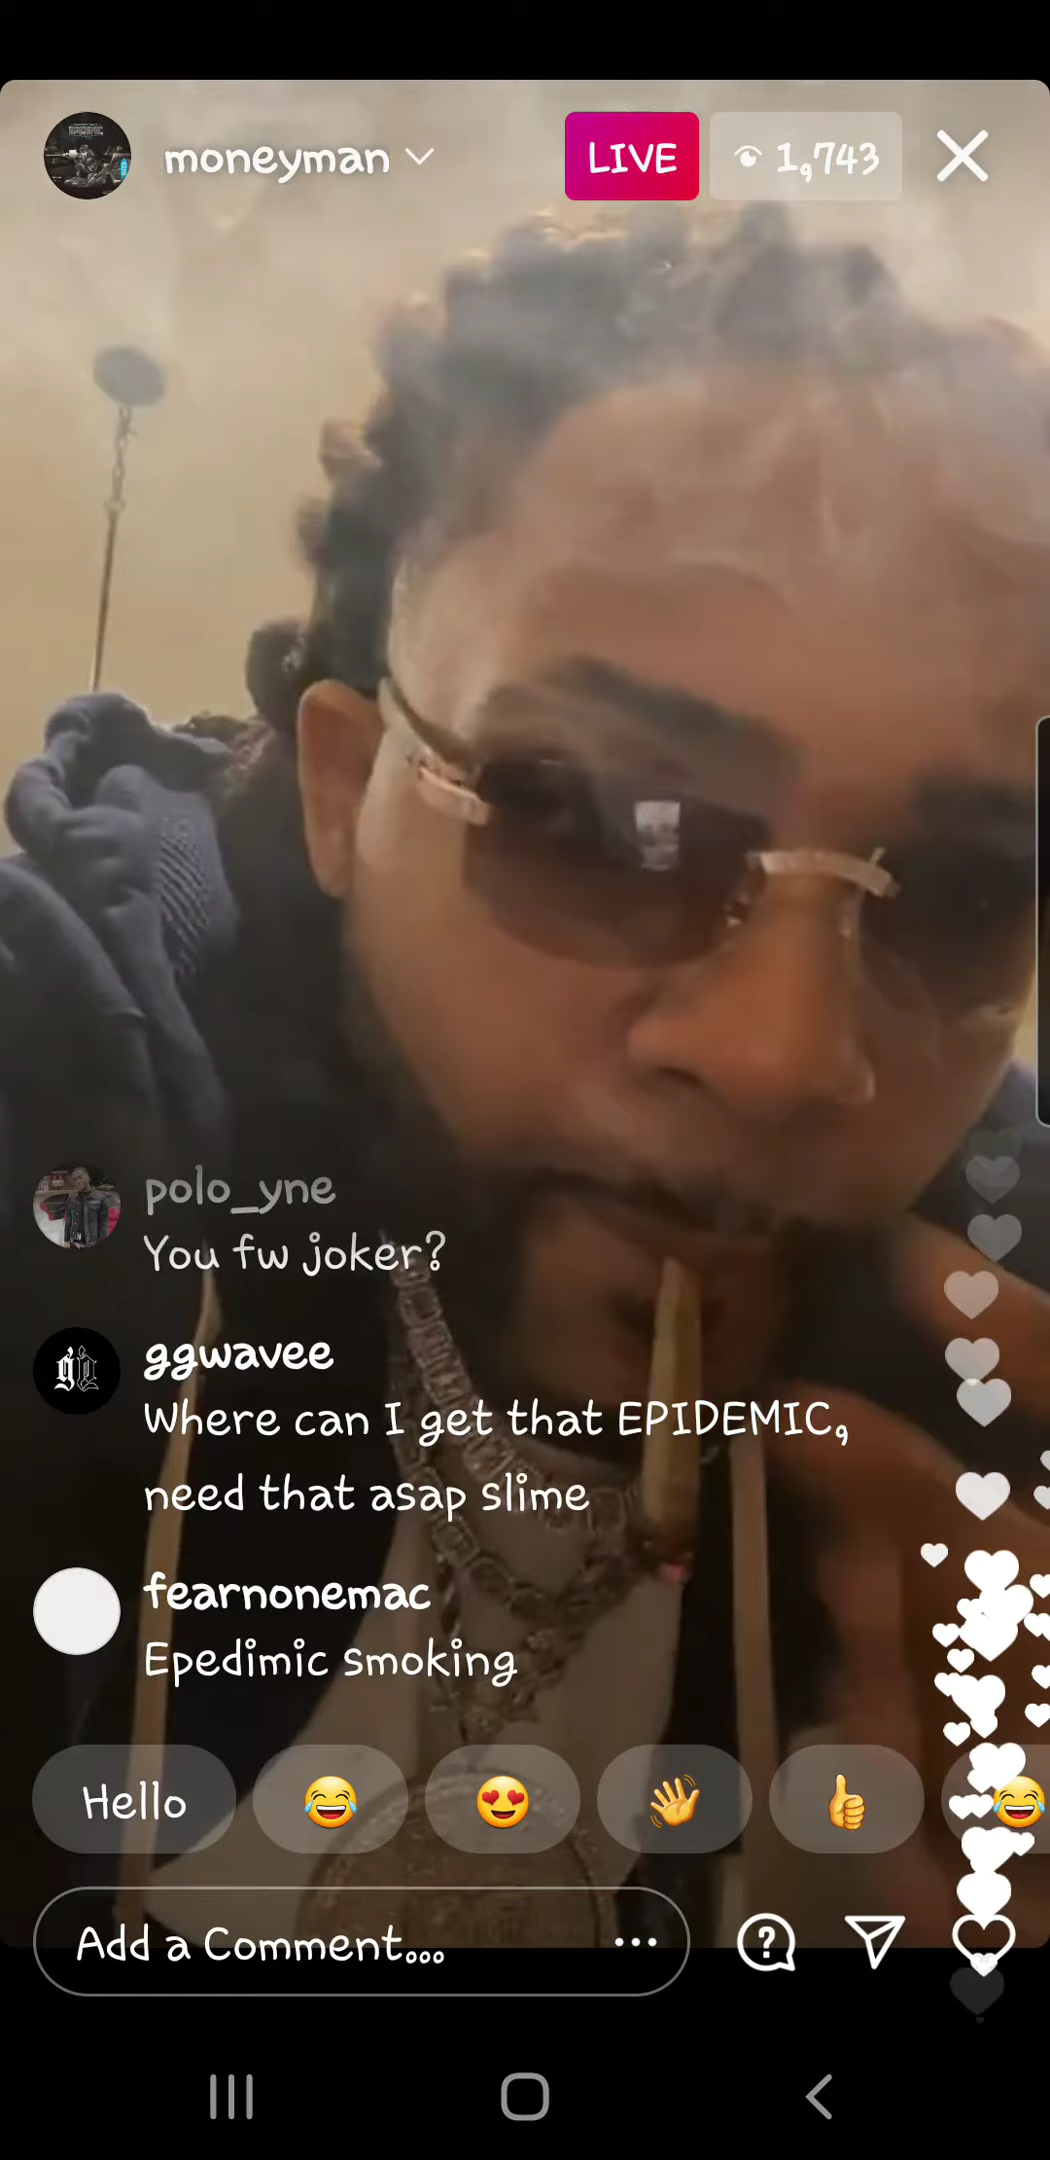 moneyman
LIVE
1,743
polo_yne
You fw joker?
ggwavee
Where can I get that EPIDEMIC,
need that asap slime
fearnonemac
Epedimic smoking
Hello
Add a Comment...